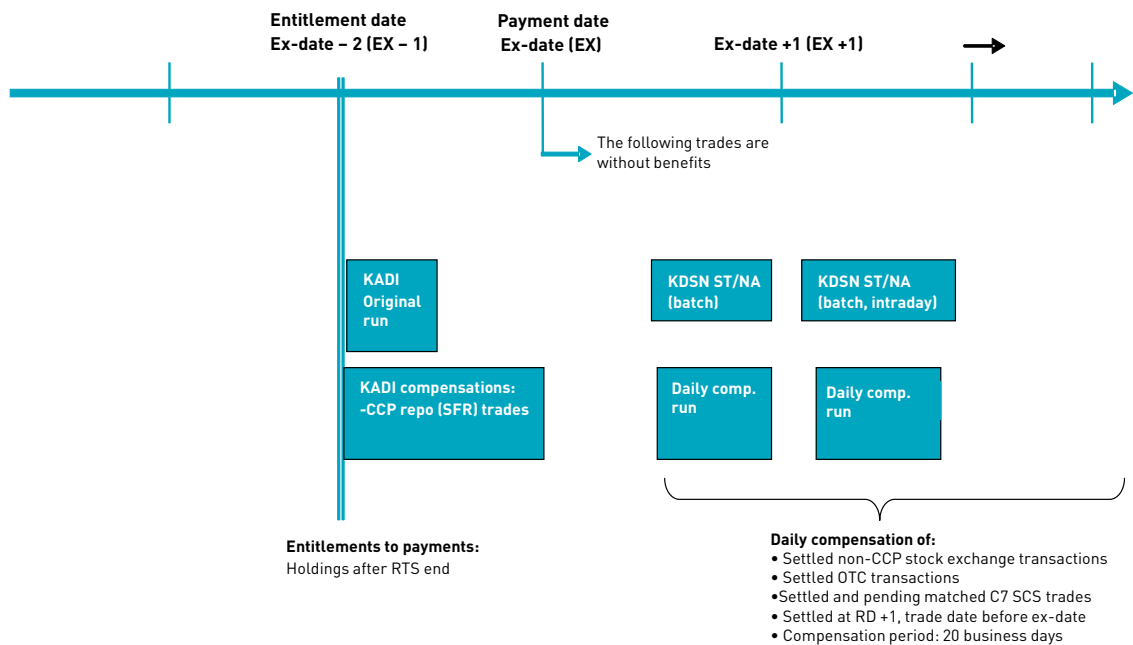 Entitlement date
Ex-date – 2 (EX – 1)
Payment date
Ex-date (EX)
Ex-date +1 (EX +1)
The following trades are
without benefits
KADI
Original
run
KDSN ST/NA
(batch)
KDSN ST/NA
(batch, intraday)
KADI compensations:
-CCP repo (SFR) trades
Daily comp.
run
Daily comp.
run
Entitlements to payments:
Holdings after RTS end
Daily compensation of:
• Settled non-CCP stock exchange transactions
• Settled OTC transactions
•Settled and pending matched C7 SCS trades
• Settled at RD +1, trade date before ex-date
• Compensation period: 20 business days